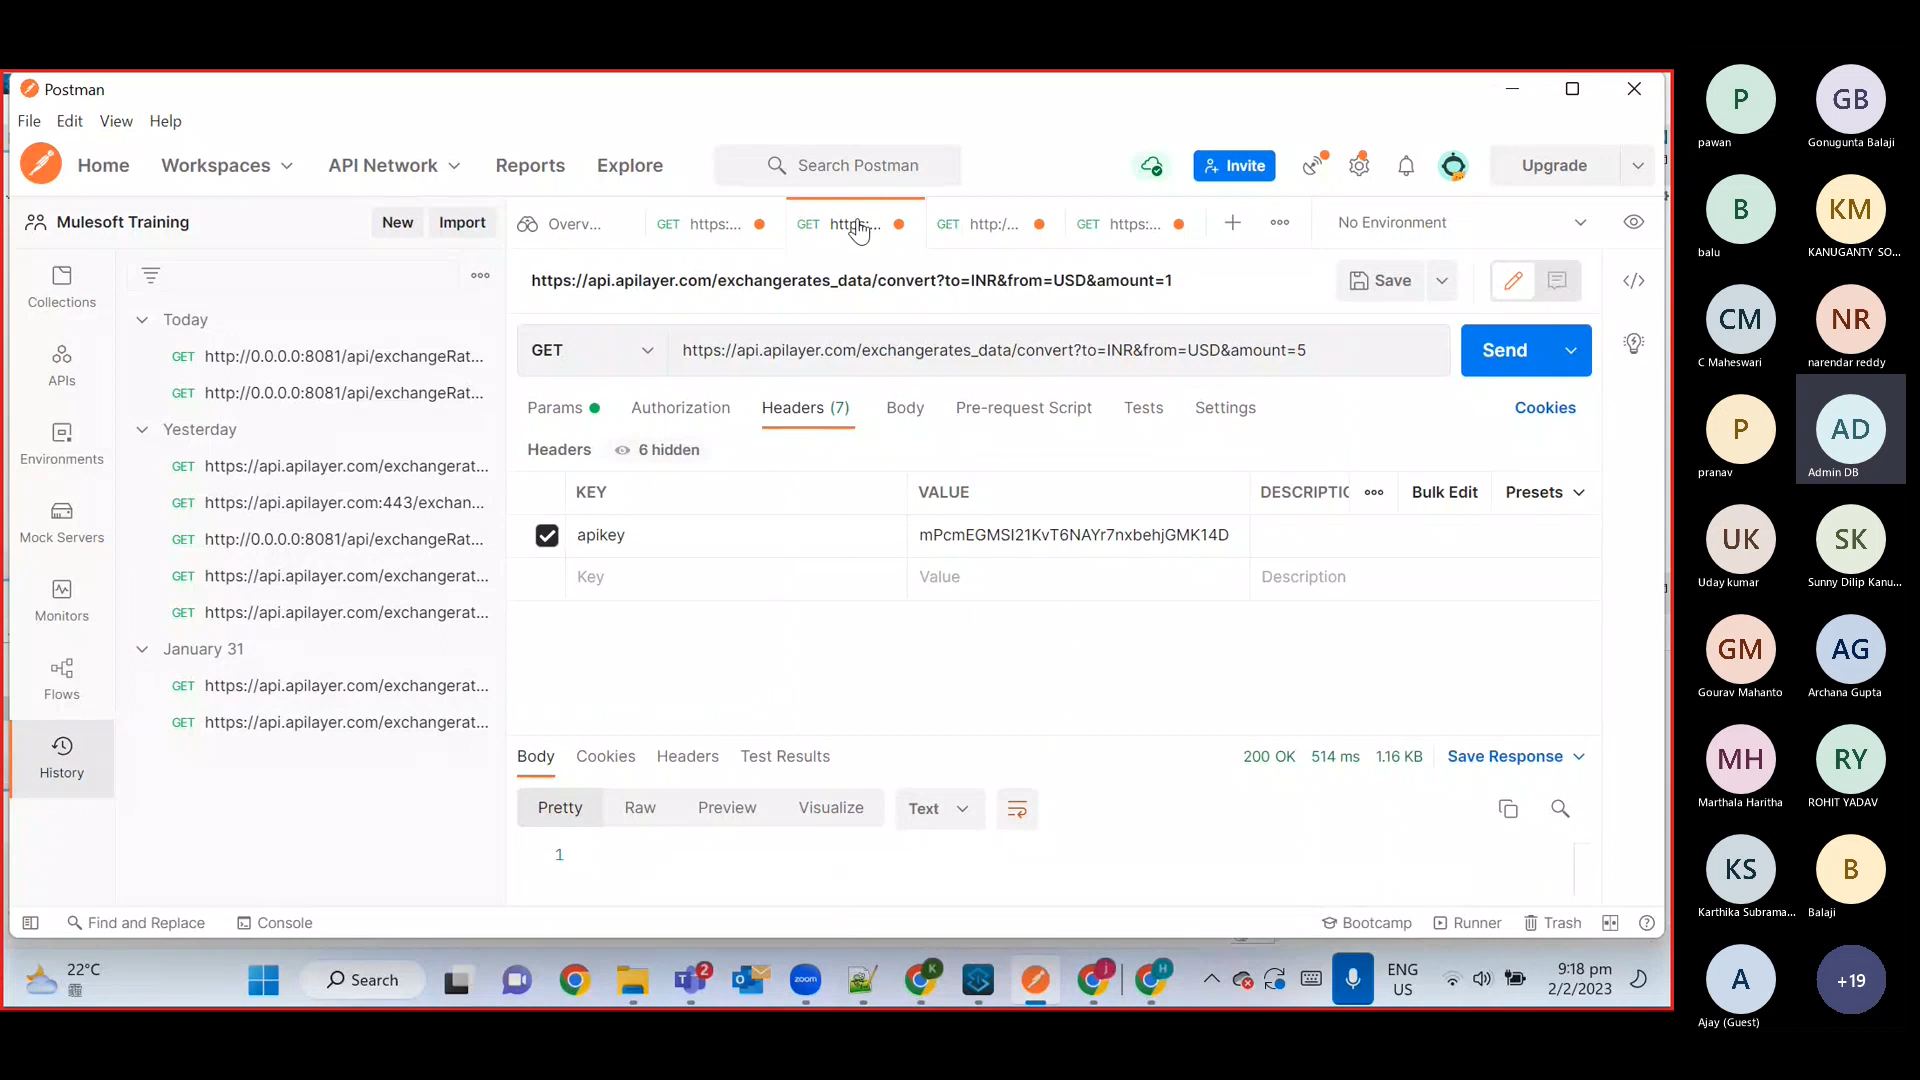 Postman
File Edit View Help
Home Workspaces API Network Reports Explore Search Postman Invite Upgrade
Mulesoft Training New Import Overv... GET https:... GET https:... GET http:/... GET https:... No Environment
https://api.apilayer.com/exchangerates_data/convert?to=INR&from=USD&amount=1 Save
GET https://api.apilayer.com/exchangerates_data/convert?to=INR&from=USD&amount=5 Send
Params Authorization Headers (7) Body Pre-request Script Tests Settings Cookies
Headers 6 hidden
KEY VALUE DESCRIPTIO Bulk Edit Presets
apikey mPcmEGMSI21KvT6NAYr7nxbehjGMK14D
Key Value Description
Collections
APIs
Environments
Mock Servers
Monitors
Flows
History
Today
GET http://0.0.0.0:8081/api/exchangeRat...
GET http://0.0.0.0:8081/api/exchangeRat...
Yesterday
GET https://api.apilayer.com/exchangerat...
GET https://api.apilayer.com:443/exchan...
GET http://0.0.0.0:8081/api/exchangeRat...
GET https://api.apilayer.com/exchangerat...
GET https://api.apilayer.com/exchangerat...
January 31
GET https://api.apilayer.com/exchangerat...
GET https://api.apilayer.com/exchangerat...
Body Cookies Headers Test Results 200 OK 514 ms 1.16 KB Save Response
Pretty Raw Preview Visualize Text
1
Find and Replace Console Bootcamp Runner Trash
22°C
Search
2
K
j
H
ENG
US
9:18 pm
2/2/2023
P GB
pawan Gonugunta Balaji
B KM
balu KANUGANTY SO...
CM NR
C Maheswari narendar reddy
P AD
pranav Admin DB
UK SK
Uday kumar Sunny Dilip Kanu...
GM AG
Gourav Mahanto Archana Gupta
MH RY
Marthala Haritha ROHIT YADAV
KS B
Karthika Subrama... Balaji
A +19
Ajay (Guest)